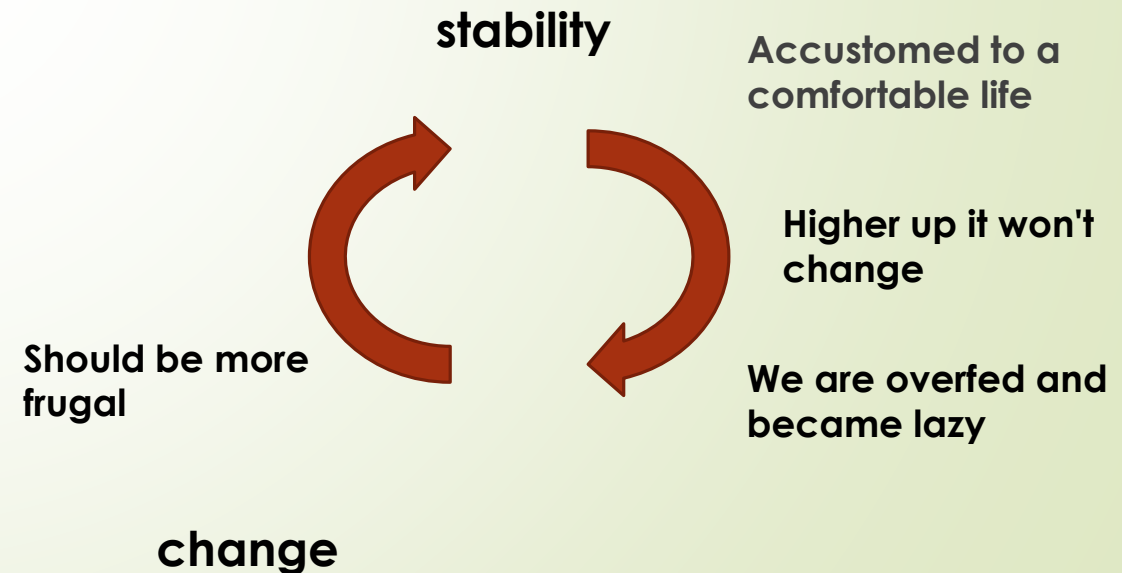 stability
Accustomed to a
comfortable life
Higher up it won't
change
Should be more
frugal
We are overfed and
became lazy
change